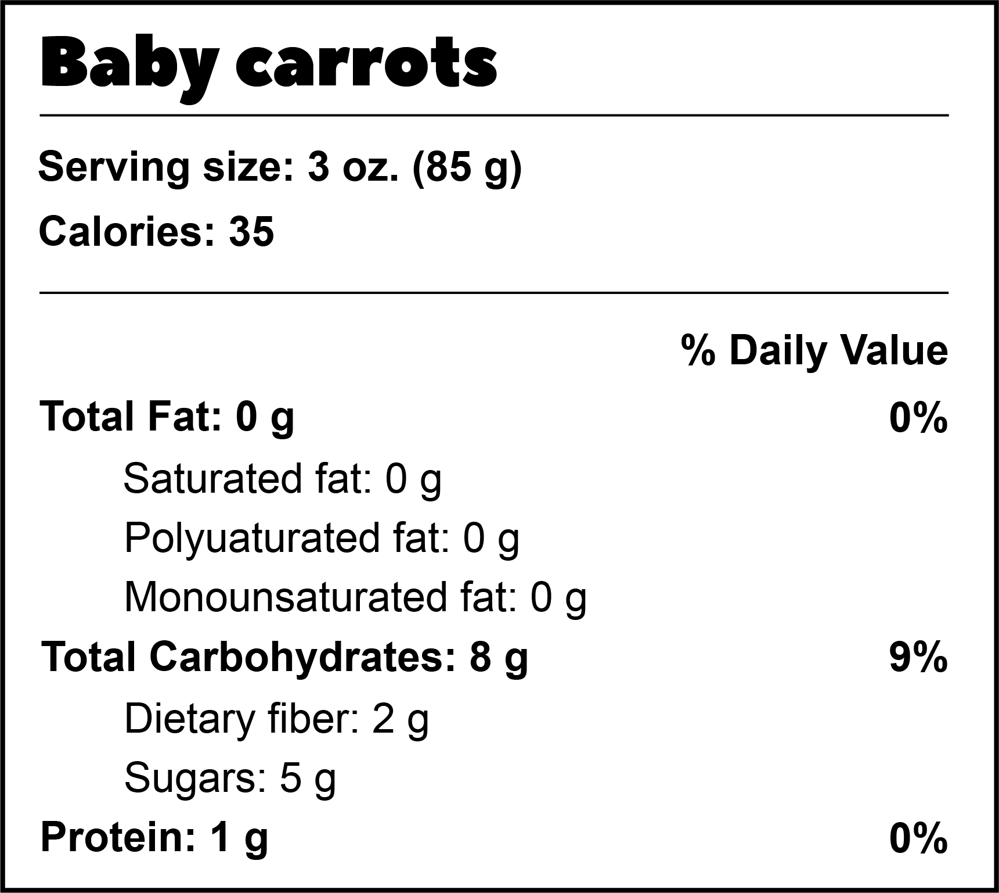 Baby carrots
Serving size: 3 oz. (85 g)
Calories: 35
% Daily Value
Total Fat: 0 g 0%
Saturated fat: 0 g
Polyuaturated fat: 0 g
Monounsaturated fat: 0 g
Total Carbohydrates: 8 g 9%
Dietary fiber: 2 g
Sugars: 5 g
Protein: 1 g 0%